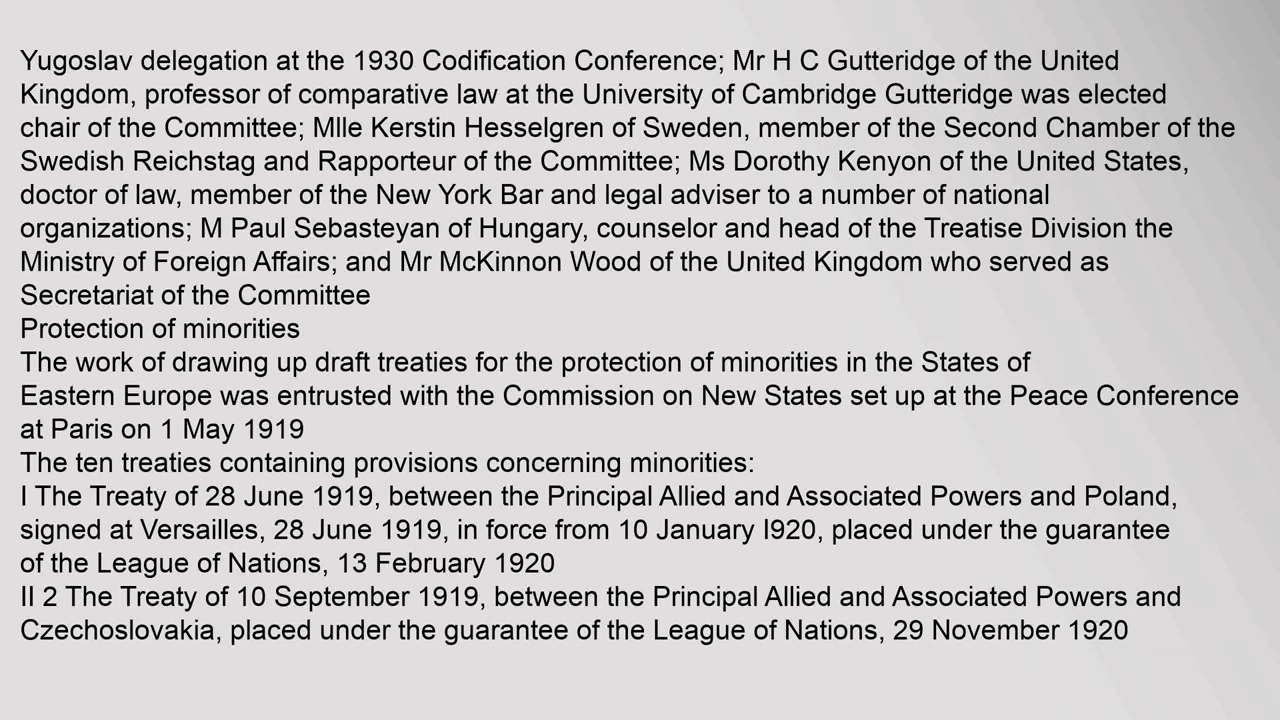 Yugoslav delegation at the 1930 Codification Conference; Mr H C Gutteridge of the United
Kingdom, professor of comparative law at the University of Cambridge Gutteridge was elected
chair of the Committee; Mlle Kerstin Hesselgren of Sweden, member of the Second Chamber of the
Swedish Reichstag and Rapporteur of the Committee; Ms Dorothy Kenyon of the United States,
doctor of law, member of the New York Bar and legal adviser to a number of national
organizations; M Paul Sebasteyan of Hungary, counselor and head of the Treatise Division the
Ministry of Foreign Affairs; and Mr McKinnon Wood of the United Kingdom who served as
Secretariat of the Committee
Protection of minorities
The work of drawing up draft treaties for the protection of minorities in the States of
Eastern Europe was entrusted with the Commission on New States set up at the Peace Conference
at Paris on 1 May 1919
The ten treaties containing provisions concerning minorities:
I The Treaty of 28 June 1919, between the Principal Allied and Associated Powers and Poland,
signed at Versailles, 28 June 1919, in force from 10 January I920, placed under the guarantee
of the League of Nations, 13 February 1920
II 2 The Treaty of 10 September 1919, between the Principal Allied and Associated Powers and
Czechoslovakia, placed under the guarantee of the League of Nations, 29 November 1920